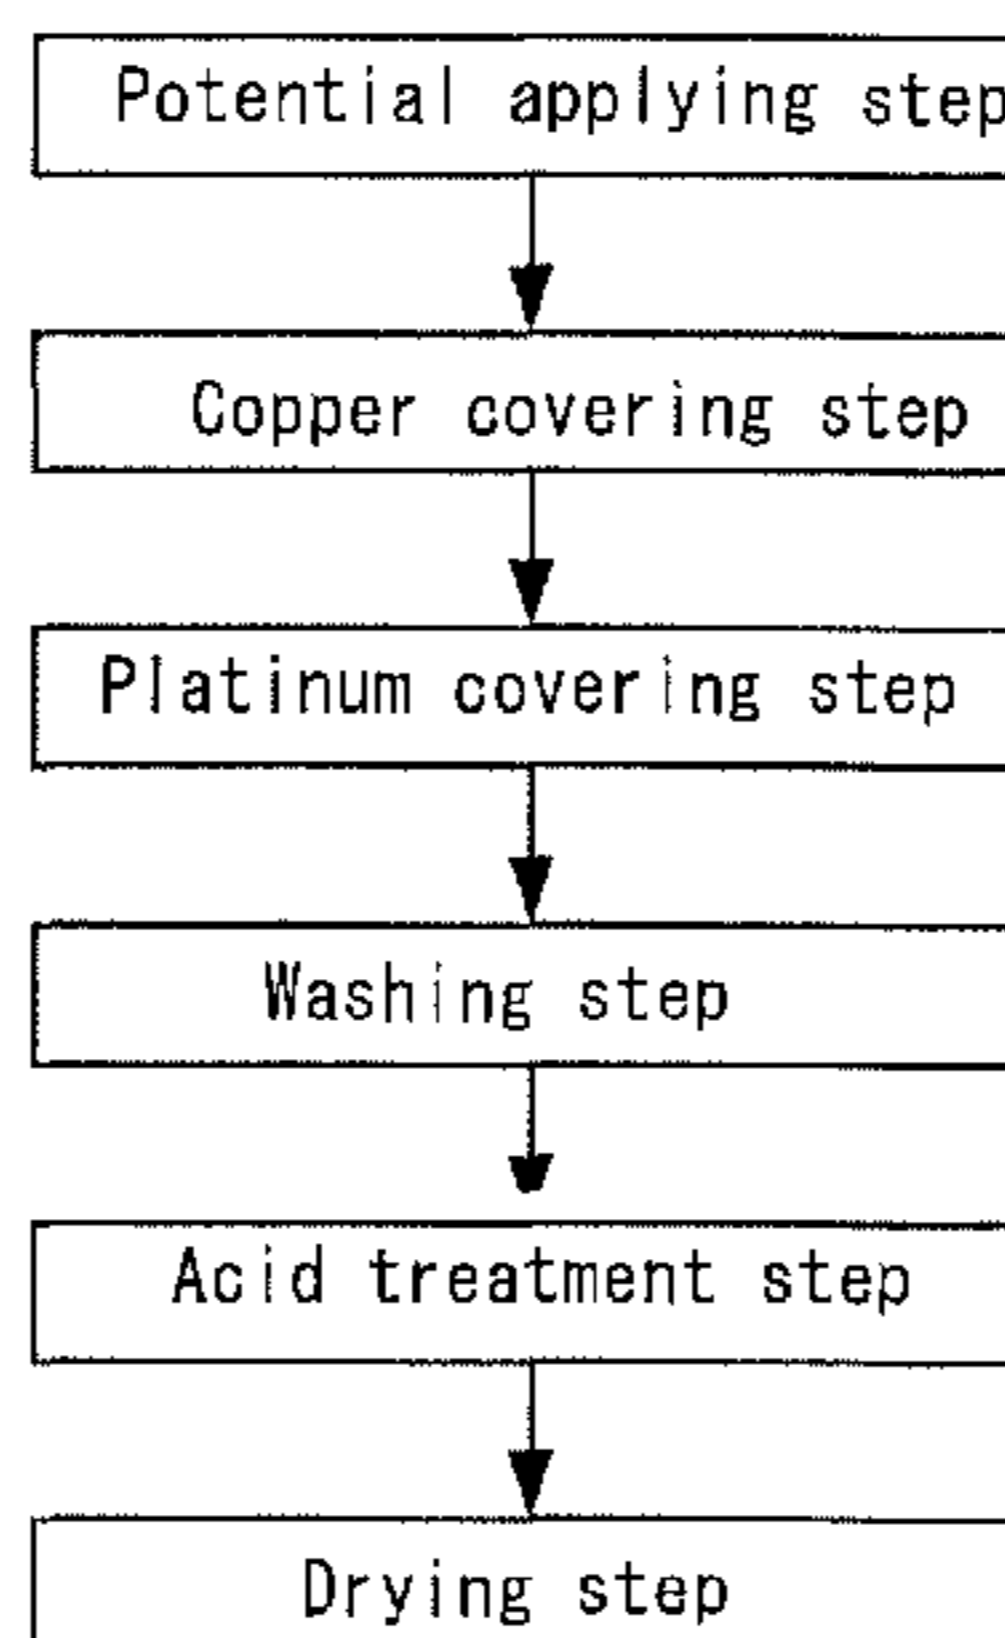 Potential applying step
Copper covering step
Platinum covering step
Washing step
Acid treatment step
Drying step